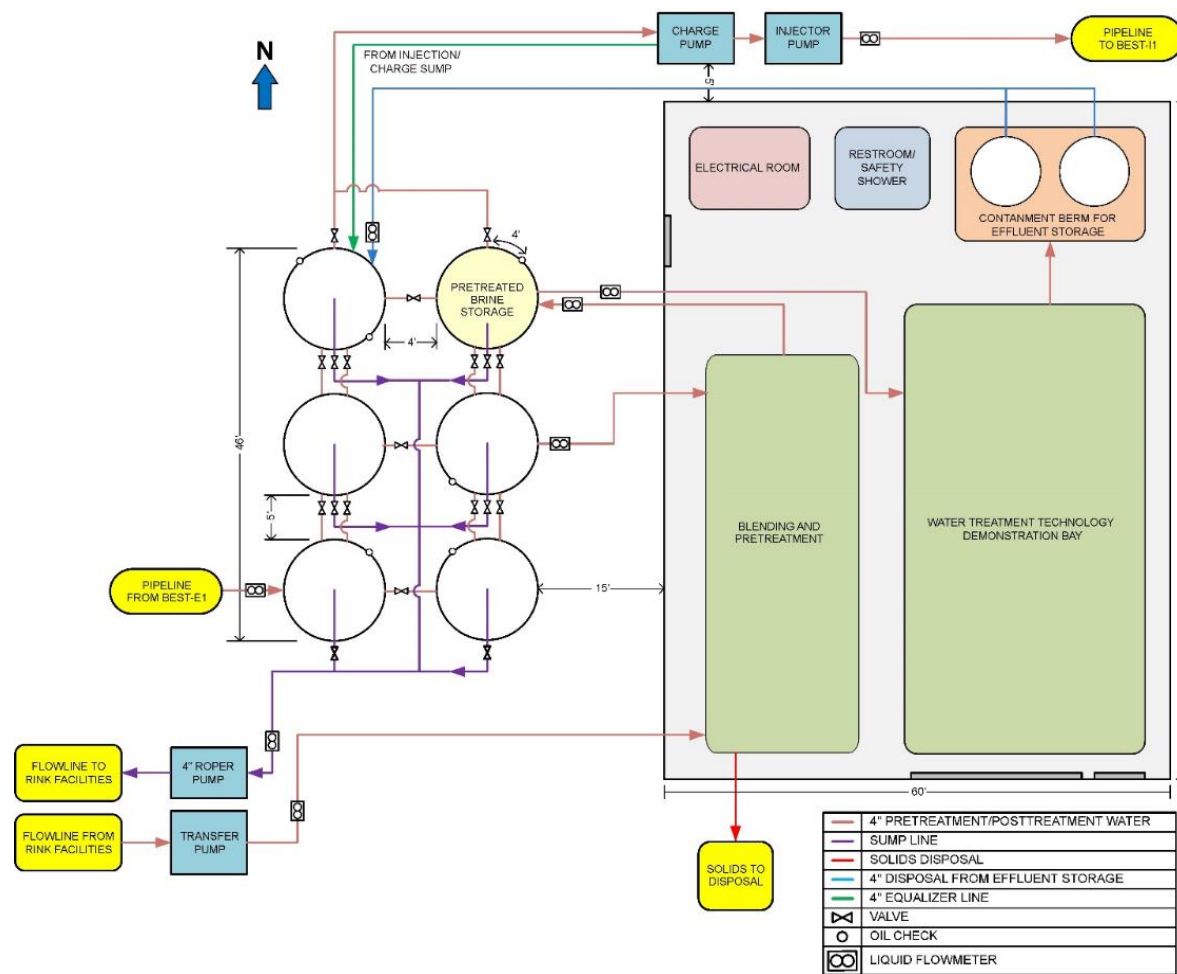 CHARGE
PUMP
INJECTOR
PUMP
PIPELINE
TO BEST-I1
N
FROM INJECTION/
CHARGE SUMP
5'
ELECTRICAL ROOM
RESTROOM/
SAFETY
SHOWER
CONTANMENT BERM FOR
EFFLUENT STORAGE
4'
PRETREATED
BRINE
STORAGE
4'
46'
5'
BLENDING AND
PRETREATMENT
WATER TREATMENT TECHNOLOGY
DEMONSTRATION BAY
PIPELINE
FROM BEST-E1
15'
FLOWLINE TO
RINK FACILITIES
4" ROPER
PUMP
FLOWLINE FROM
RINK FACILITIES
TRANSFER
PUMP
60'
SOLIDS TO
DISPOSAL
4" PRETREATMENT/POSTTREATMENT WATER
SUMP LINE
SOLIDS DISPOSAL
4" DISPOSAL FROM EFFLUENT STORAGE
4" EQUALIZER LINE
VALVE
OIL CHECK
LIQUID FLOWMETER